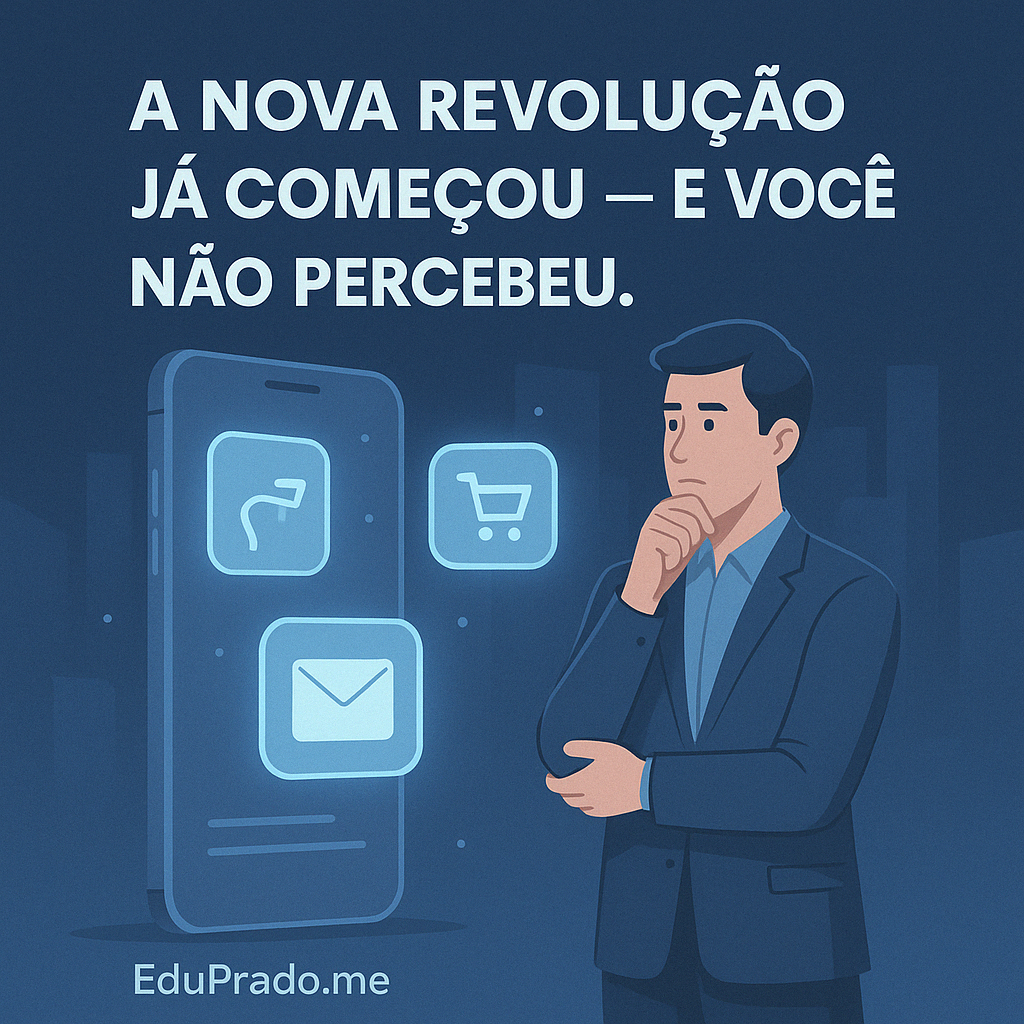 A NOVA REVOLUÇÃO
JÁ COMEÇOU — E VOCÊ
NÃO PERCEBEU.
EduPrado.me